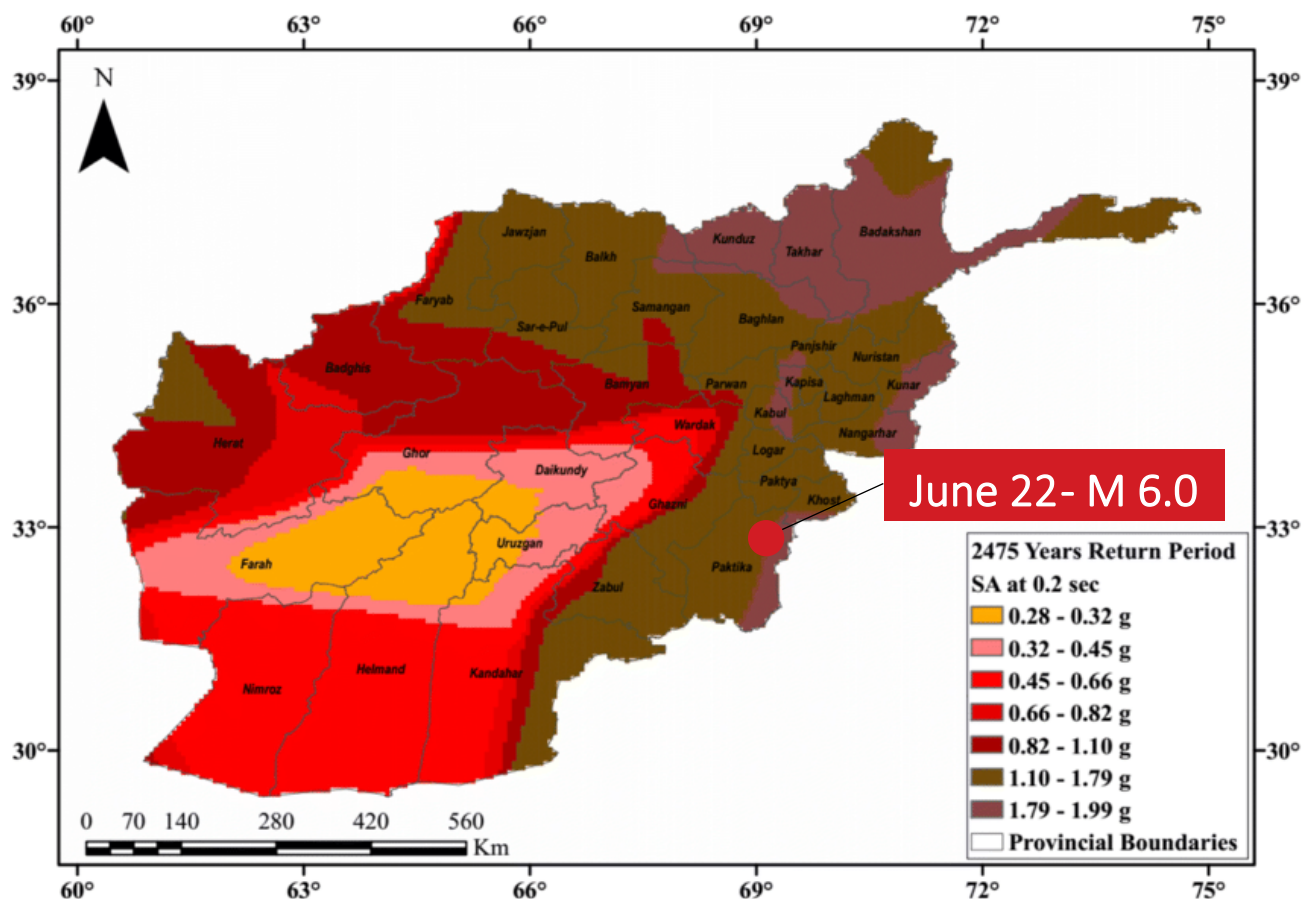 60° 63° 66° 69° 72° 75°
39° 39°
N
Jawzjan
Balkh
Kunduz
Takhar
Badakshan
36° 36°
Faryab
Samangan
Sar-e-Pul
Baghlan
Panjshir
Nuristan
Badghis
Bamyan
Parwan
Kapisa
Kunar
Laghman
Kabul
Wardak
Herat
Nangarhar
Ghor
Logar
Daikundy
Paktya
Ghazni
Khost
June 22- M 6.0
33° 33°
Uruzgan
Farah
Paktika
Zabul
Helmand
Kandahar
Nimroz
30° 30°
2475 Years Return Period
SA at 0.2 sec
0.28 - 0.32 g
0.32 - 0.45 g
0.45 - 0.66 g
0.66 - 0.82 g
0.82 - 1.10 g
1.10 - 1.79 g
1.79 - 1.99 g
Provincial Boundaries
0 70 140 280 420 560
Km
60° 63° 66° 69° 72° 75°